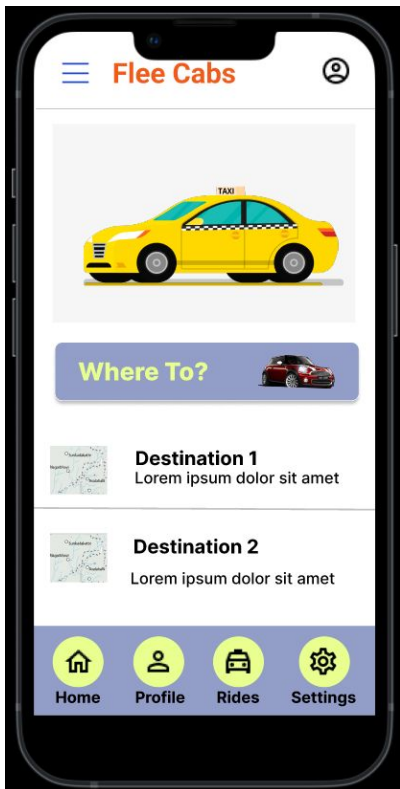 Flee Cabs
TAXI
Where To?
Destination 1
Lorem ipsum dolor sit amet
Destination 2
Lorem ipsum dolor sit amet
Home Profile Rides Settings